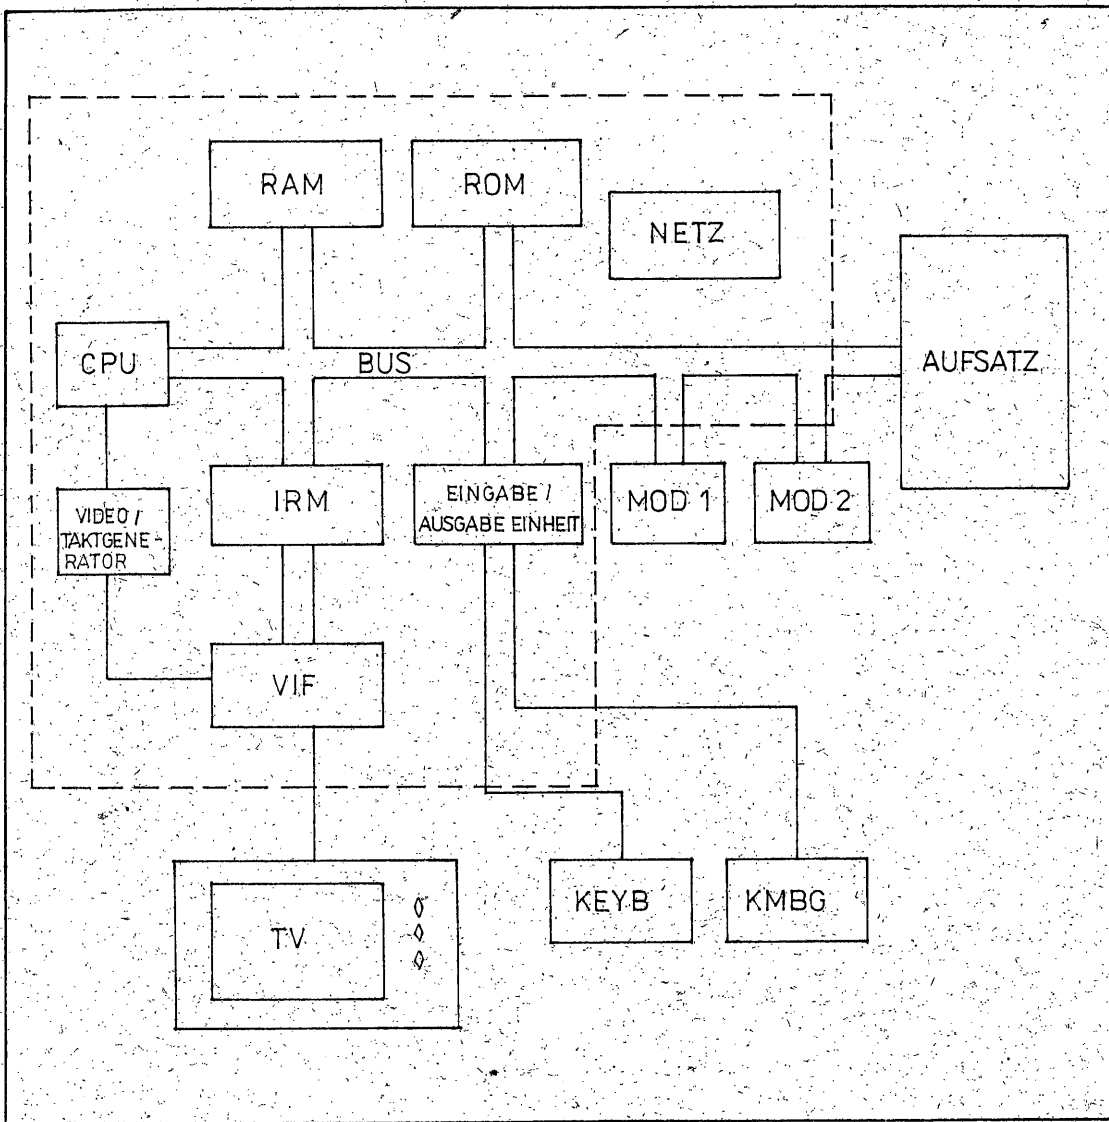 RAM
ROM
NETZ
CPU
BUS
AUFSATZ
VIDEO /
TAKTGENE-
RATOR
IRM
EINGABE /
AUSGABE EINHEIT
MOD 1
MOD 2
VIF
TV
KEYB
KMBG